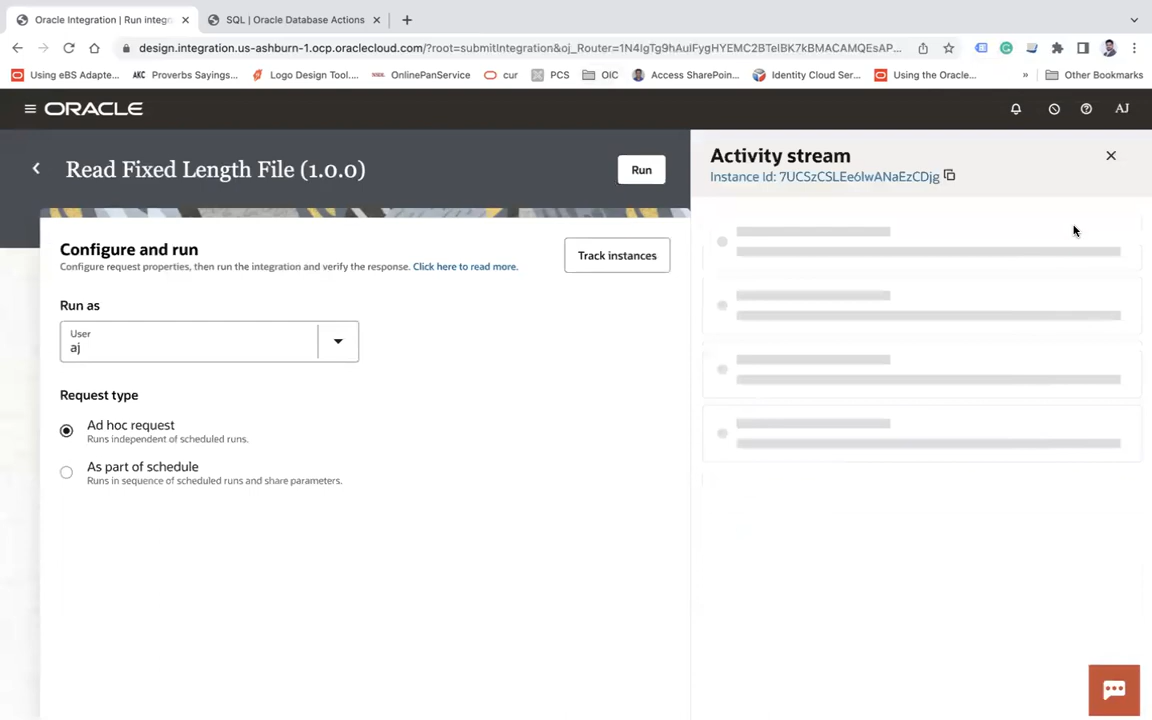 Oracle Integration | Run integ
SQL | Oracle Database Actions
design.integration.us-ashburn-1.ocp.oraclecloud.com/?root=submitIntegration&oj_Router=1N4IgTg9hAuIFygHYEMC2BTeIBK7kBMACAMQEsAP...
Using eBS Adapte...
AKC Proverbs Sayings...
Logo Design Tool....
OnlinePanService
cur
PCS
OIC
Access SharePoin...
Identity Cloud Ser...
Using the Oracle...
»
Other Bookmarks
ORACLE
AJ
Read Fixed Length File (1.0.0)
Run
Configure and run
Configure request properties, then run the integration and verify the response. Click here to read more.
Track instances
Run as
User
aj
Request type
Ad hoc request
Runs independent of scheduled runs.
As part of schedule
Runs in sequence of scheduled runs and share parameters.
Activity stream
Instance Id: 7UCSzCSLEe6IwANaEzCDjg